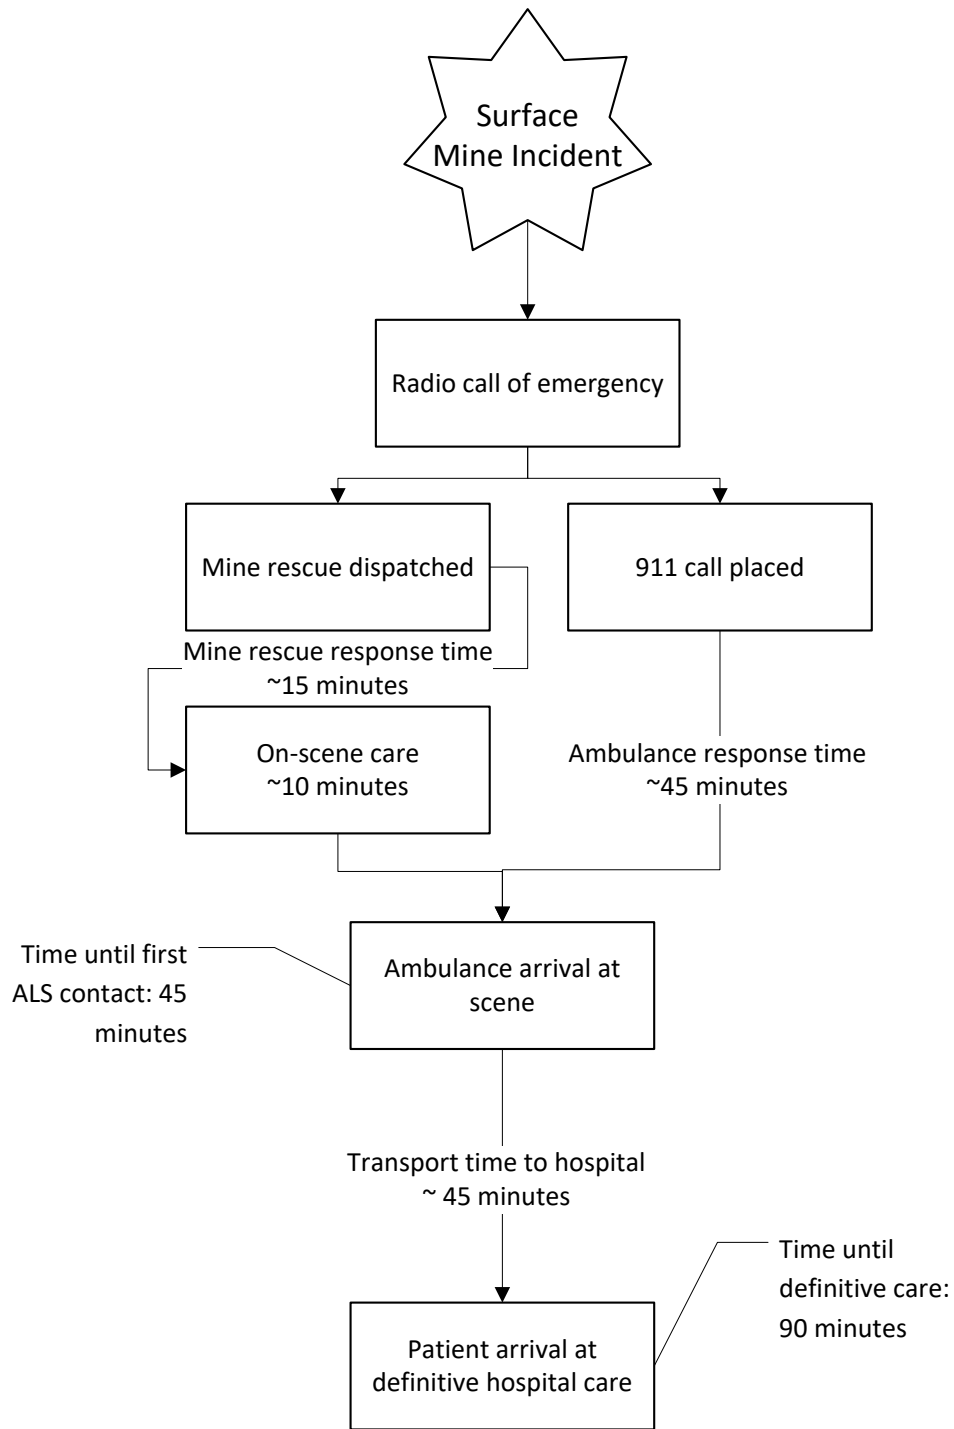 Surface
Mine Incident
Radio call of emergency
Mine rescue dispatched
911 call placed
Mine rescue response time
~15 minutes
On-scene care
~10 minutes
Ambulance response time
~45 minutes
Time until first
ALS contact: 45
minutes
Ambulance arrival at
scene
Transport time to hospital
~ 45 minutes
Time until
definitive care:
90 minutes
Patient arrival at
definitive hospital care